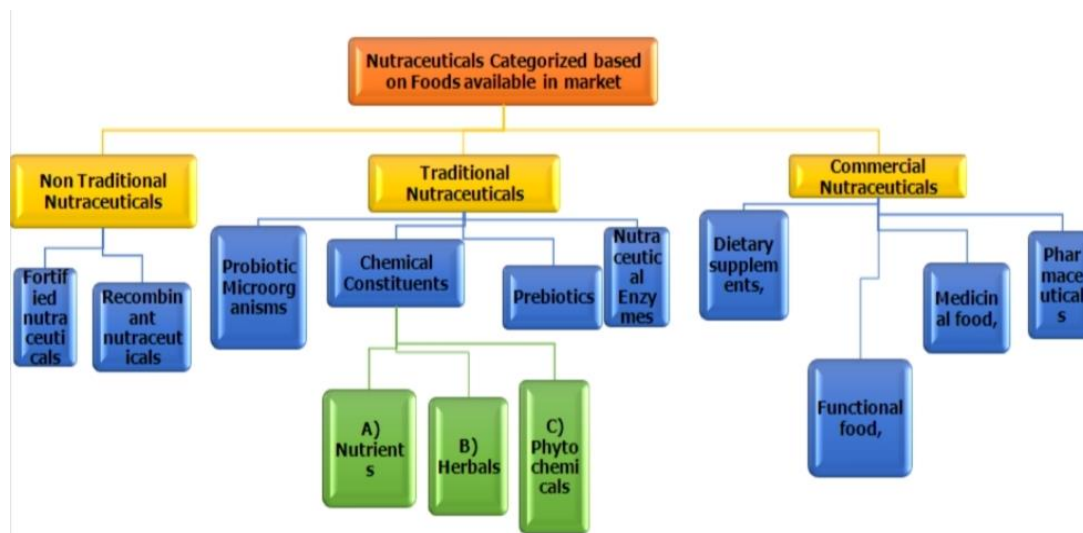 Nutraceuticals Categorized based
on Foods available in market
Non Traditional
Nutraceuticals
Traditional
Nutraceuticals
Commercial
Nutraceuticals
Fortif
ied
nutra
ceuti
cals
Recombin
ant
nutraceut
icals
Probiotic
Microorg
anisms
Chemical
Constituents
Prebiotics
Nutra
ceutic
al
Enzy
mes
Dietary
supplem
ents,
Functional
food,
Medicin
al food,
Phar
mace
utical
s
A)
Nutrient
s
B)
Herbals
C)
Phyto
chemi
cals